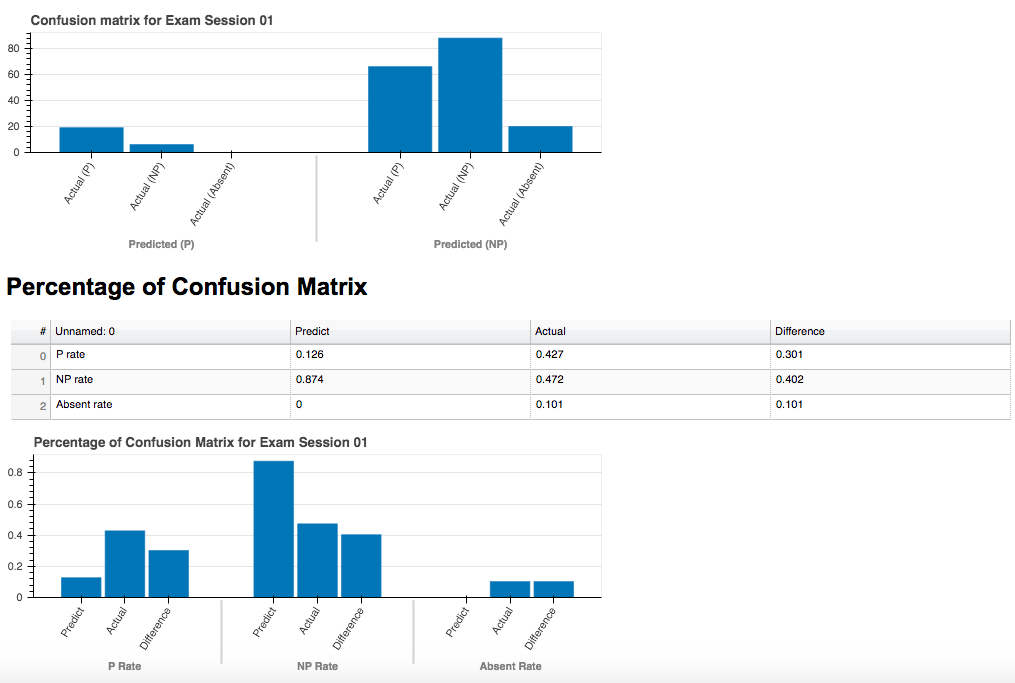 Confusion matrix for Exam Session 01
80
60
40
20
0
Actual (P)
Actual (NP)
Actual (Absent)
Actual (P)
Actual (NP)
Actual (Absent)
Predicted (P)
Predicted (NP)
Percentage of Confusion Matrix
# Unnamed: 0 Predict Actual Difference
0 P rate 0.126 0.427 0.301
1 NP rate 0.874 0.472 0.402
2 Absent rate 0 0.101 0.101
Percentage of Confusion Matrix for Exam Session 01
0.8
0.6
0.4
0.2
0
Predict
Actual
Difference
Predict
Actual
Difference
Predict
Actual
Difference
P Rate
NP Rate
Absent Rate